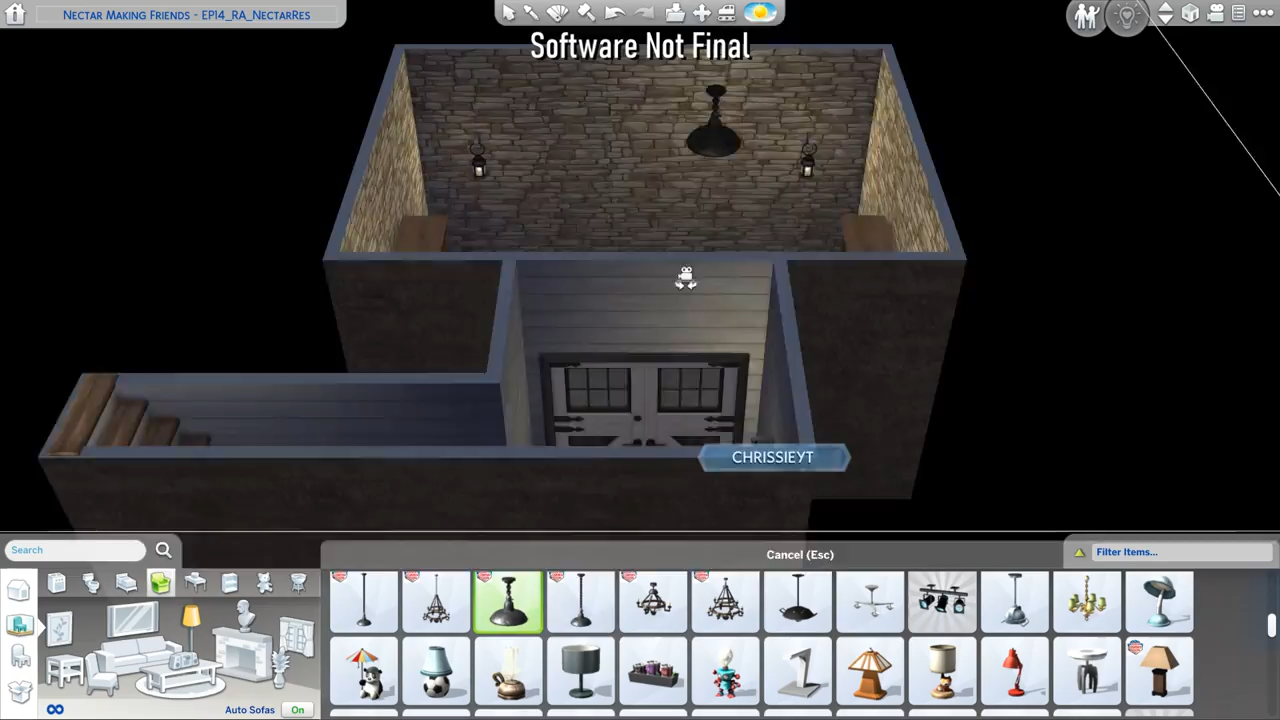 NECTAR MAKING FRIENDS - EP14_RA_NECTARRES
Software Not Final
CHRISSIEYT
Search
Cancel (Esc)
Filter Items...
Auto Sofas
On